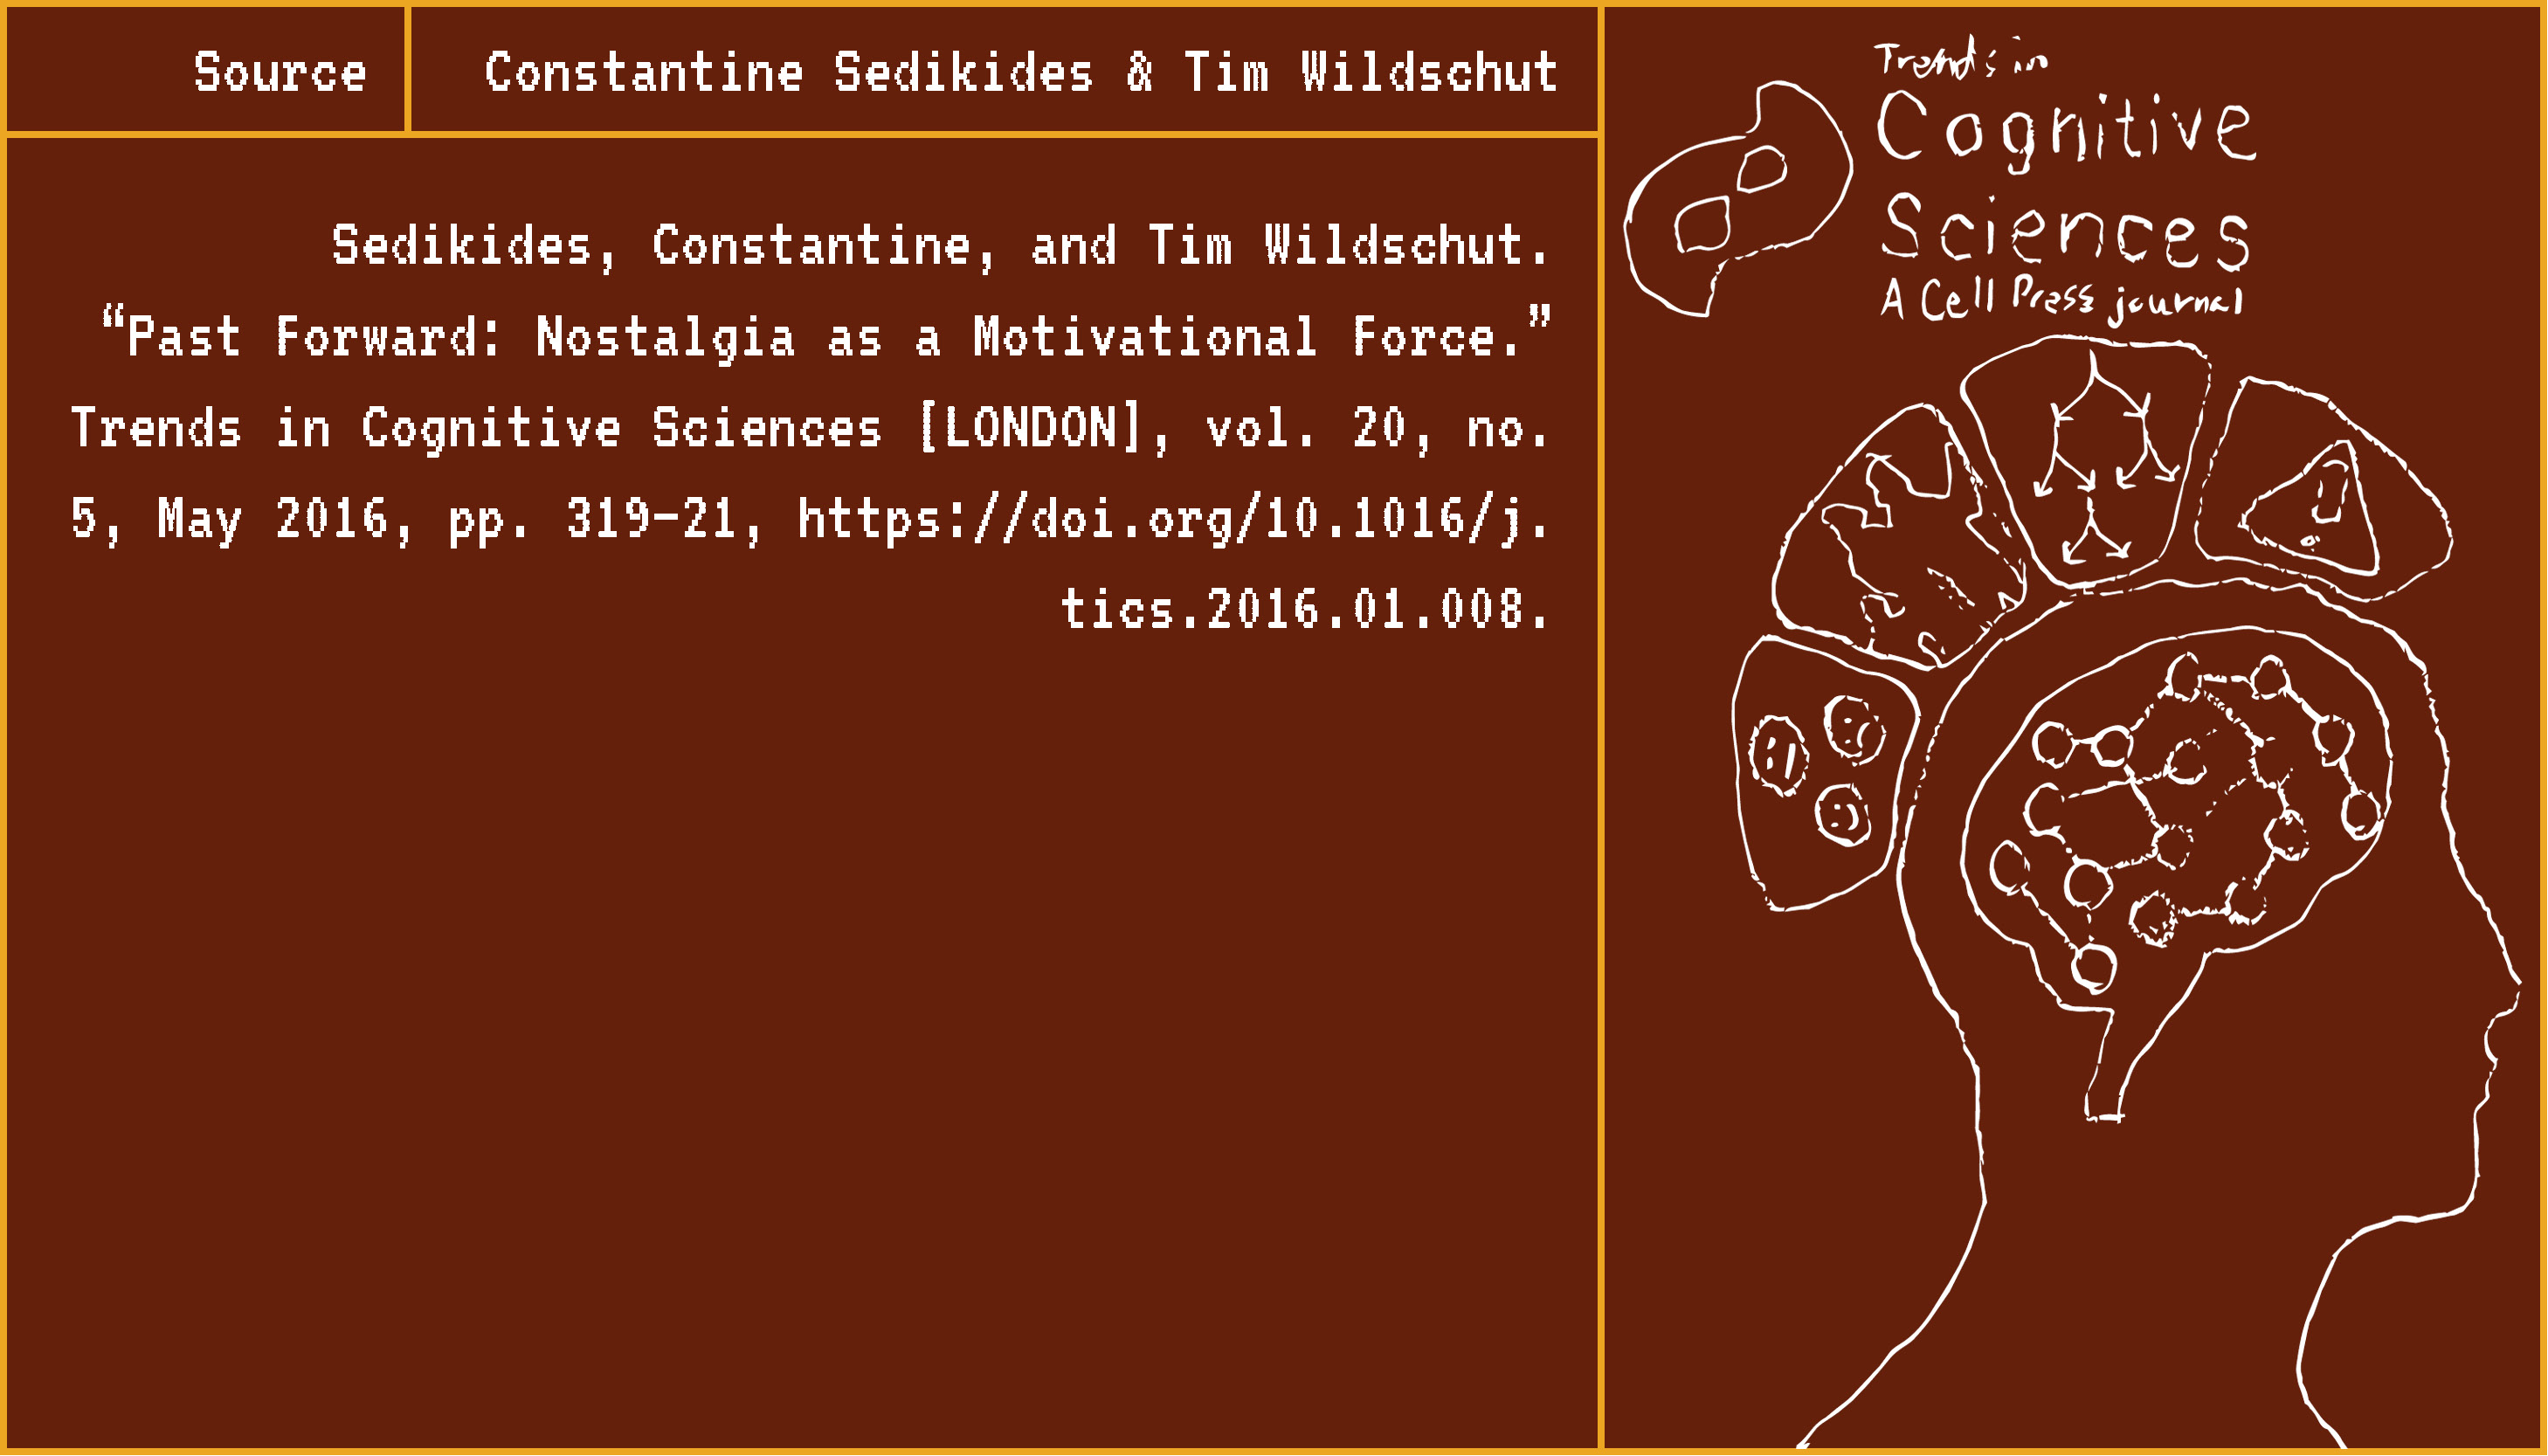 Source
Constantine Sedikides & Tim Wildschut
Sedikides, Constantine, and Tim Wildschut.
“Past Forward: Nostalgia as a Motivational Force.”
Trends in Cognitive Sciences [LONDON], vol. 20, no.
5, May 2016, pp. 319-21, https://doi.org/10.1016/j.
tics.2016.01.008.
Trends in
Cognitive
Sciences
A Cell Press journal